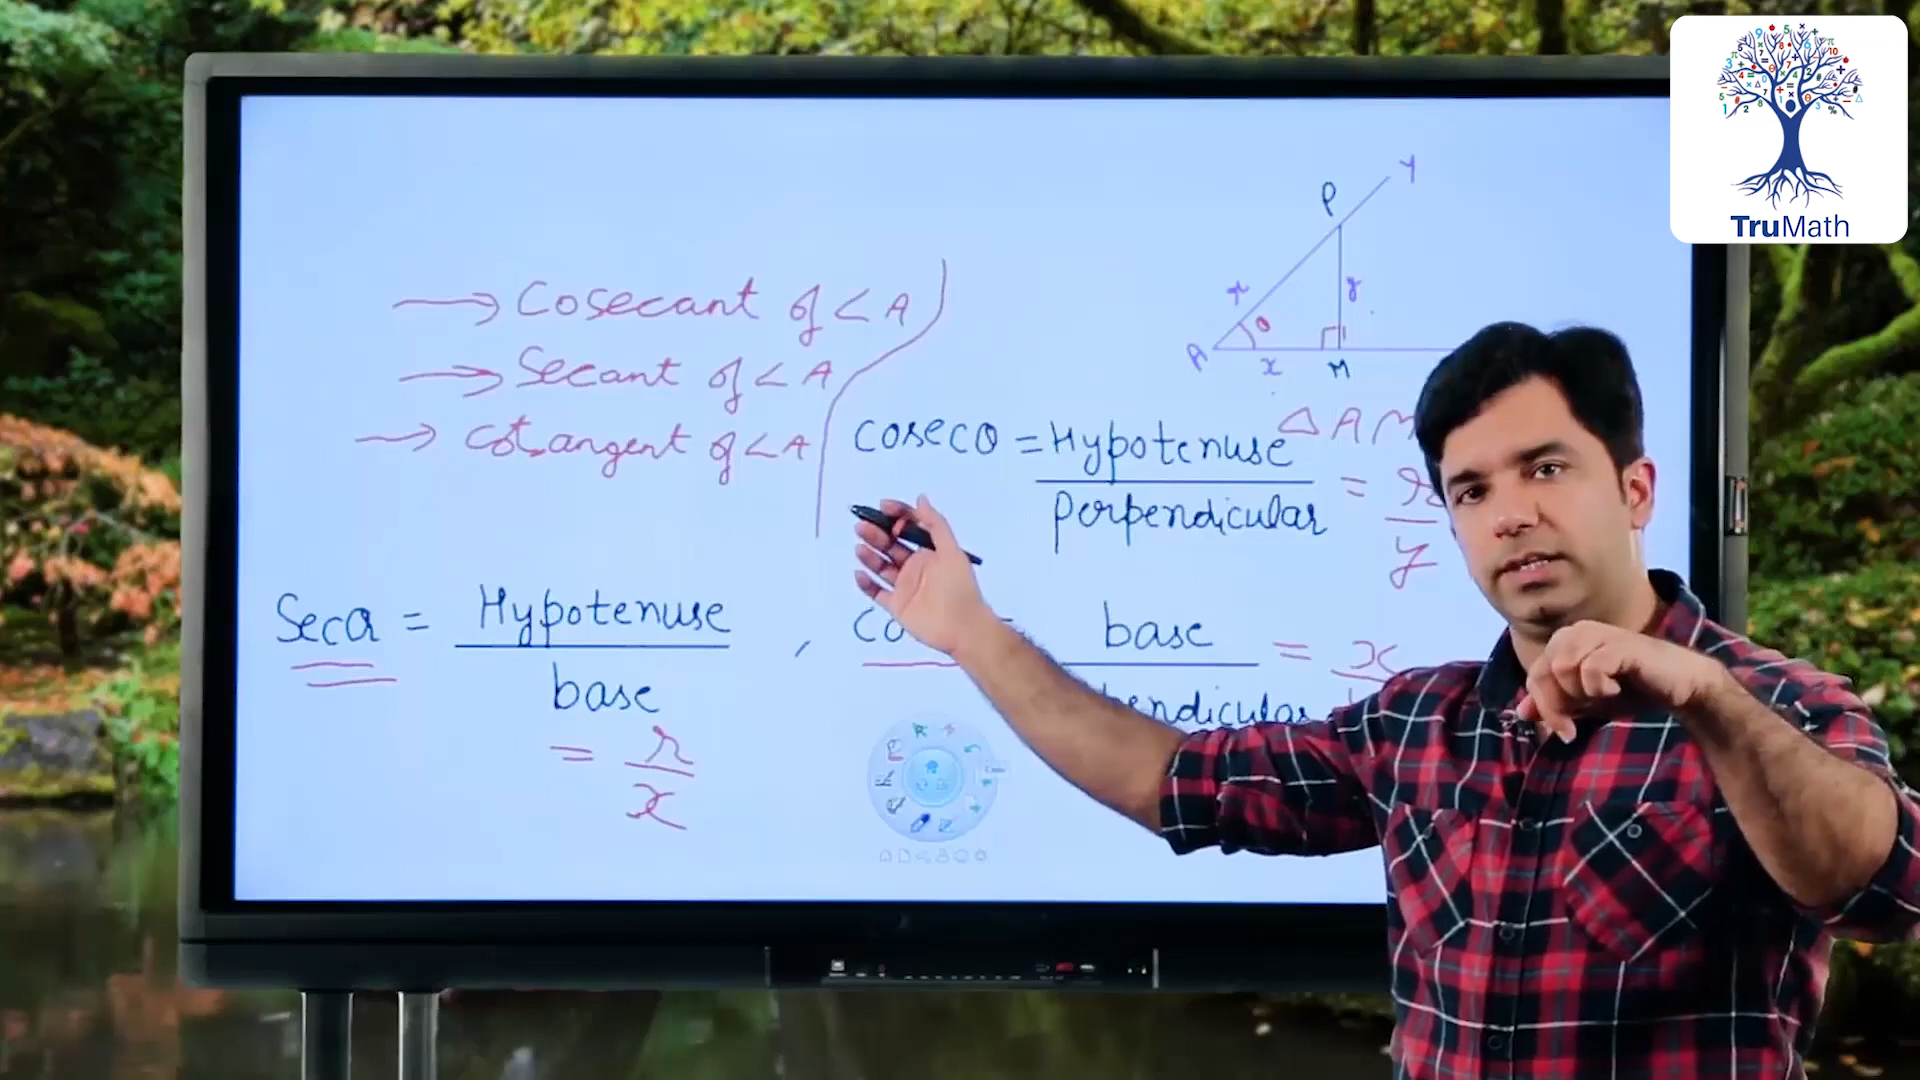 TruMath
Y
P
r
y
θ
A
x
M
→ Cosecant of ∠A
→ Secant of ∠A
→ Cotangent of ∠A
Δ A M
cosecθ = Hypotenuse = r
perpendicular y
Secθ = Hypotenuse ,
base
= r
x
base = x